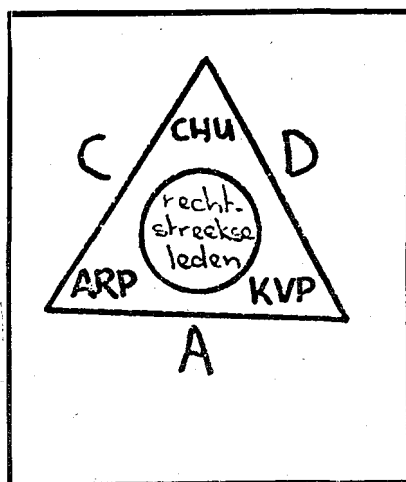 CHU
C
D
recht-
streekse
leden
ARP
KVP
A